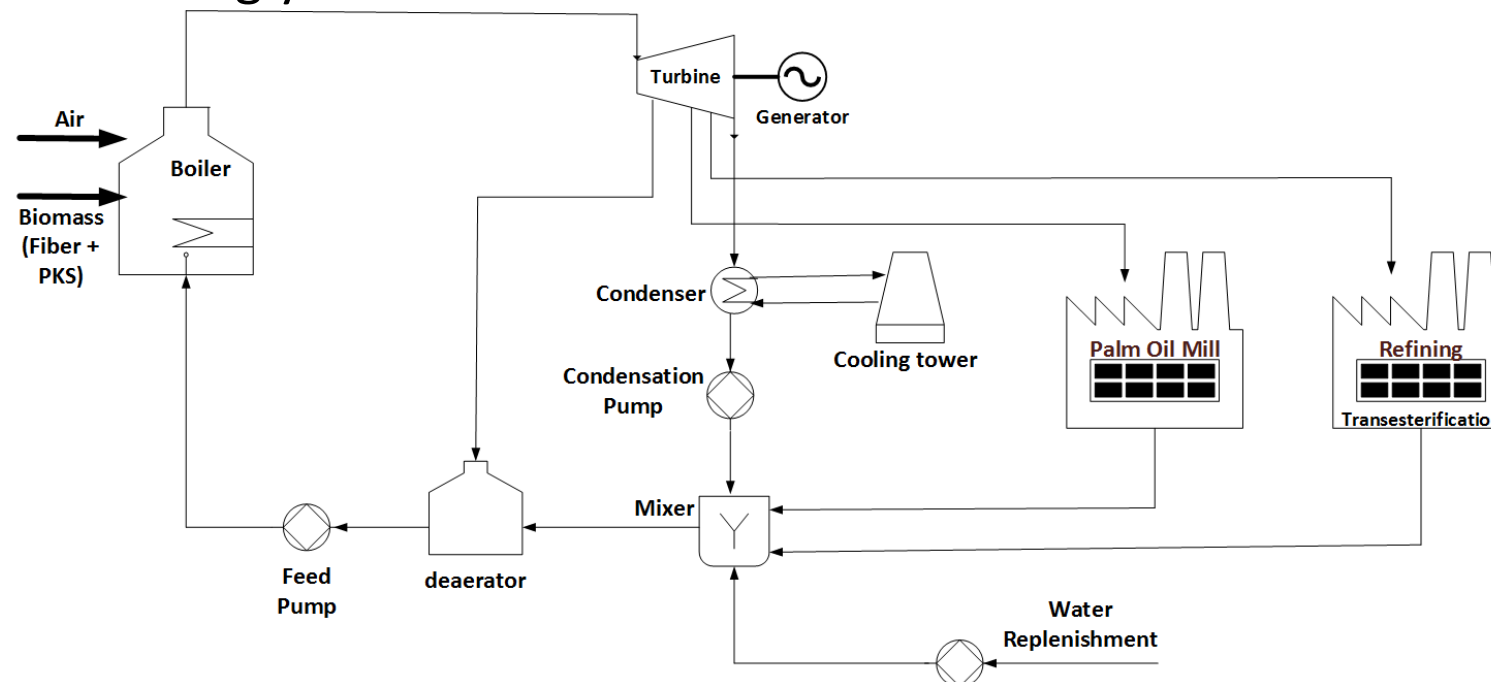 Turbine
Generator
Air
Boiler
Biomass
(Fiber +
PKS)
Condenser
Cooling tower
Palm Oil Mill
Refining
Transesterificatio
Condensation
Pump
Mixer
Feed
Pump
deaerator
Water
Replenishment